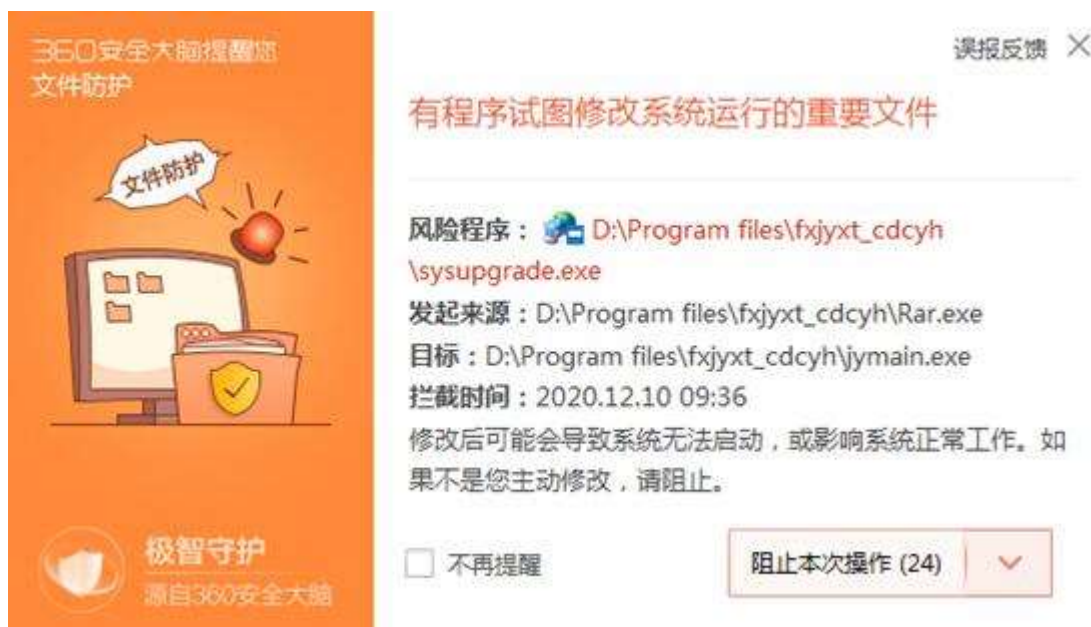 360安全大脑提醒您
文件防护
文件防护
极智守护
源自360安全大脑
误报反馈
有程序试图修改系统运行的重要文件
风险程序： D:\Program files\fxjyxt_cdcyh
\sysupgrade.exe
发起来源：D:\Program files\fxjyxt_cdcyh\Rar.exe
目标：D:\Program files\fxjyxt_cdcyh\jymain.exe
拦截时间：2020.12.10 09:36
修改后可能会导致系统无法启动，或影响系统正常工作。如
果不是您主动修改，请阻止。
不再提醒
阻止本次操作 (24)